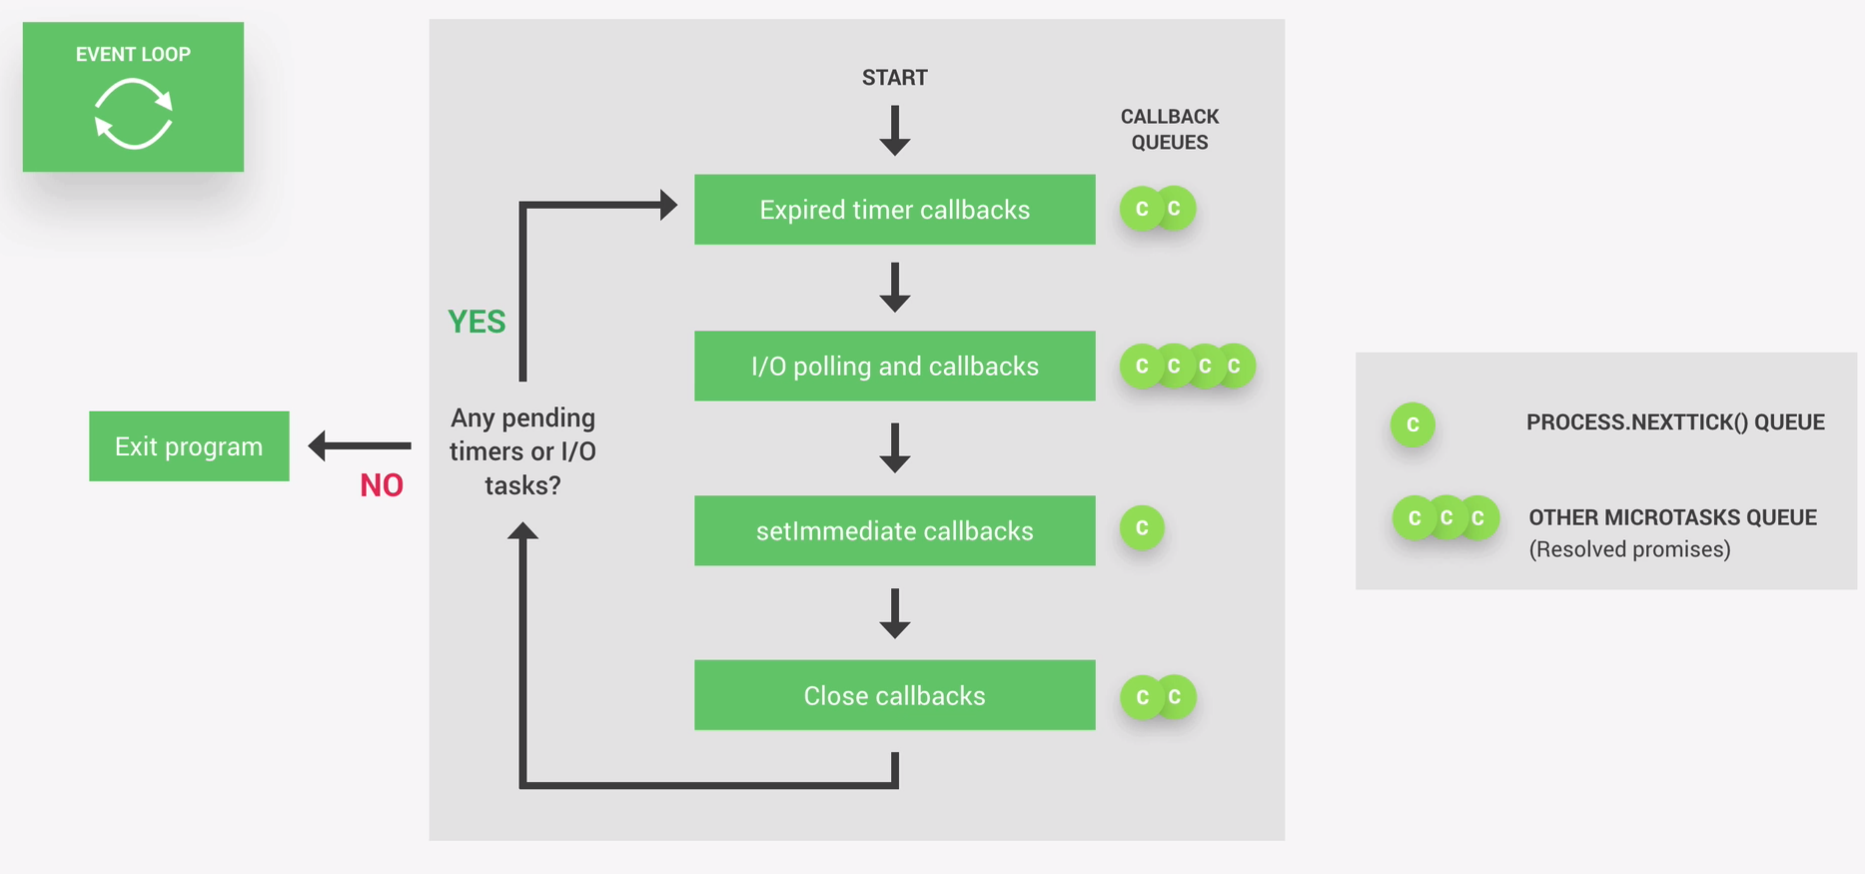 EVENT LOOP
START
CALLBACK
QUEUES
Expired timer callbacks
C C
YES
I/O polling and callbacks
C C C C
Any pending
timers or I/O
tasks?
Exit program
NO
setImmediate callbacks
C
Close callbacks
C C
C
PROCESS.NEXTTICK() QUEUE
C C C
OTHER MICROTASKS QUEUE
(Resolved promises)